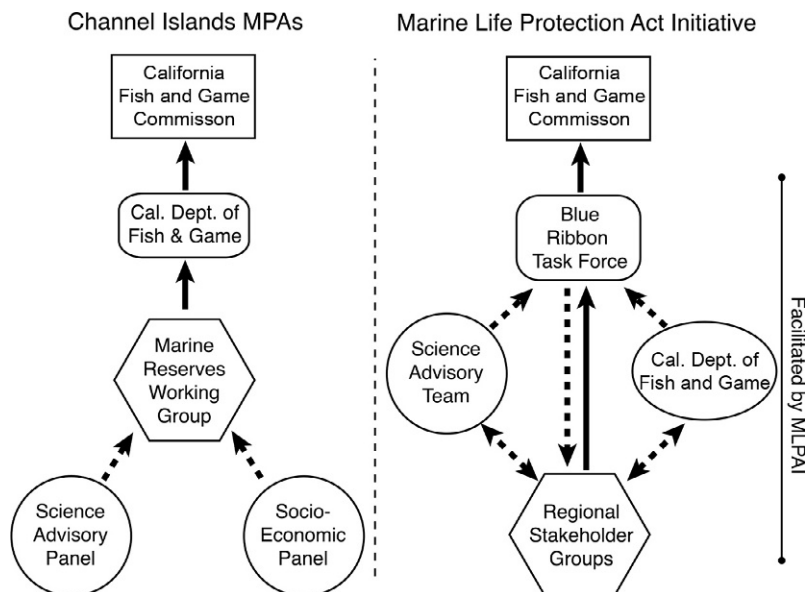 Channel Islands MPAs
California
Fish and Game
Commisson
Cal. Dept. of
Fish & Game
Marine
Reserves
Working
Group
Science
Advisory
Panel
Socio-
Economic
Panel
Marine Life Protection Act Initiative
California
Fish and Game
Commisson
Blue
Ribbon
Task Force
Science
Advisory
Team
Cal. Dept. of
Fish and Game
Regional
Stakeholder
Groups
Facilitated by MLPAI